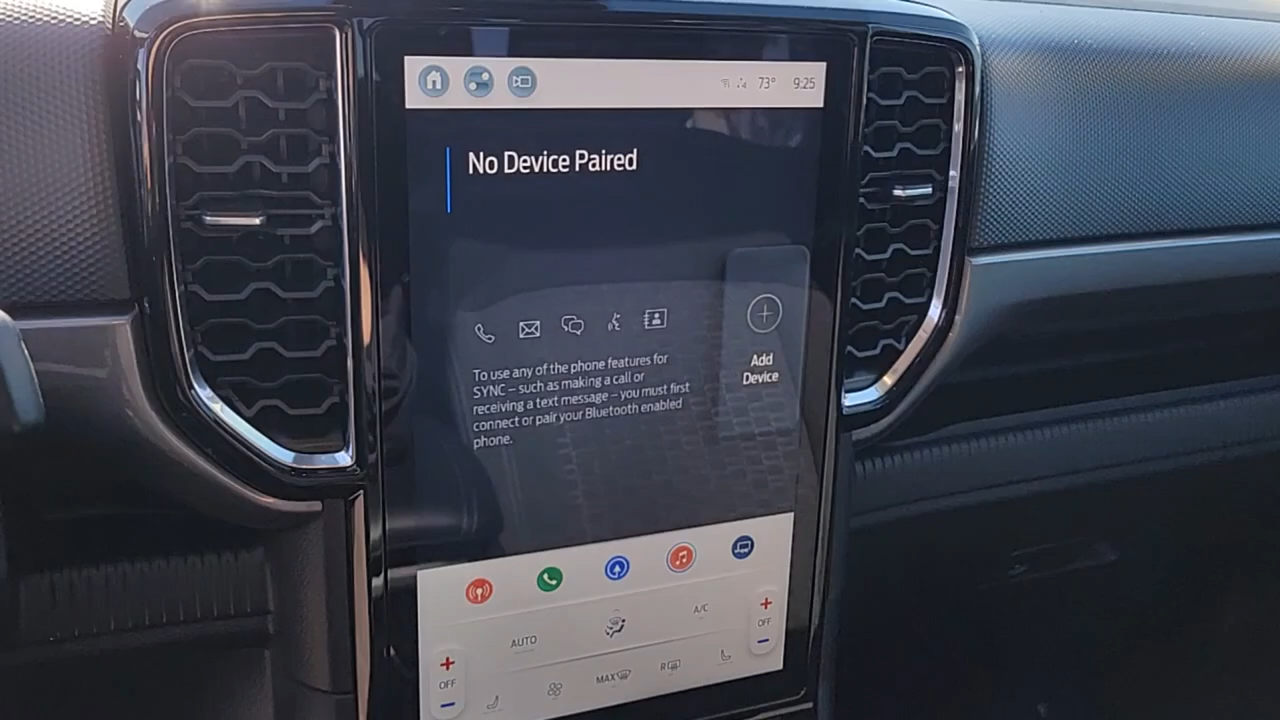 73° 9:25
No Device Paired
To use any of the phone features for
SYNC – such as making a call or
receiving a text message – you must first
connect or pair your Bluetooth enabled
phone.
Add
Device
A/C
OFF
AUTO
OFF
MAX
R